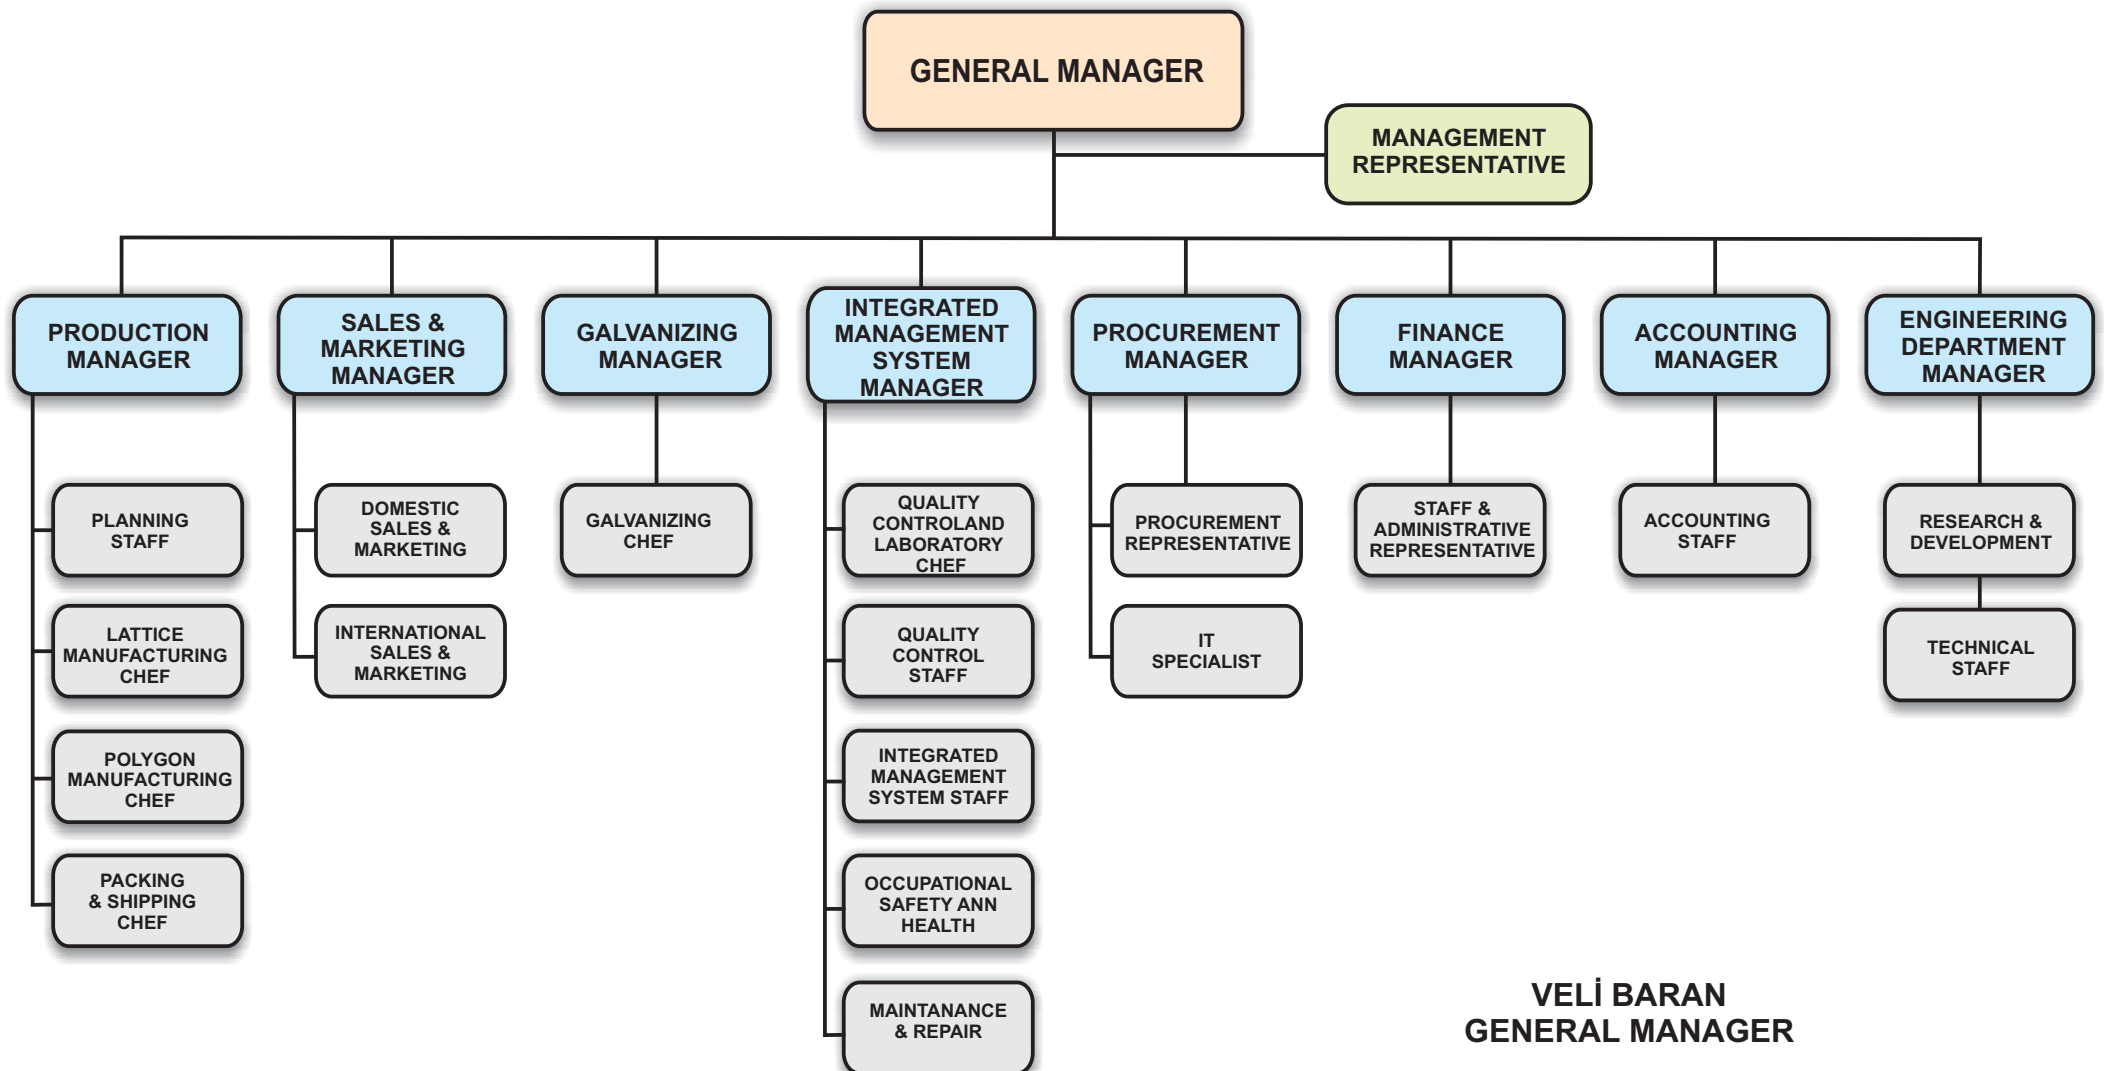 GENERAL MANAGER
MANAGEMENT
REPRESENTATIVE
PRODUCTION
MANAGER
SALES &
MARKETING
MANAGER
GALVANIZING
MANAGER
INTEGRATED
MANAGEMENT
SYSTEM
MANAGER
PROCUREMENT
MANAGER
FINANCE
MANAGER
ACCOUNTING
MANAGER
ENGINEERING
DEPARTMENT
MANAGER
PLANNING
STAFF
DOMESTIC
SALES &
MARKETING
GALVANIZING
CHEF
QUALITY
CONTROLAND
LABORATORY
CHEF
PROCUREMENT
REPRESENTATIVE
STAFF &
ADMINISTRATIVE
REPRESENTATIVE
ACCOUNTING
STAFF
RESEARCH &
DEVELOPMENT
LATTICE
MANUFACTURING
CHEF
INTERNATIONAL
SALES &
MARKETING
QUALITY
CONTROL
STAFF
IT
SPECIALIST
TECHNICAL
STAFF
POLYGON
MANUFACTURING
CHEF
INTEGRATED
MANAGEMENT
SYSTEM STAFF
PACKING
& SHIPPING
CHEF
OCCUPATIONAL
SAFETY ANN
HEALTH
MAINTANANCE
& REPAIR
VELİ BARAN
GENERAL MANAGER